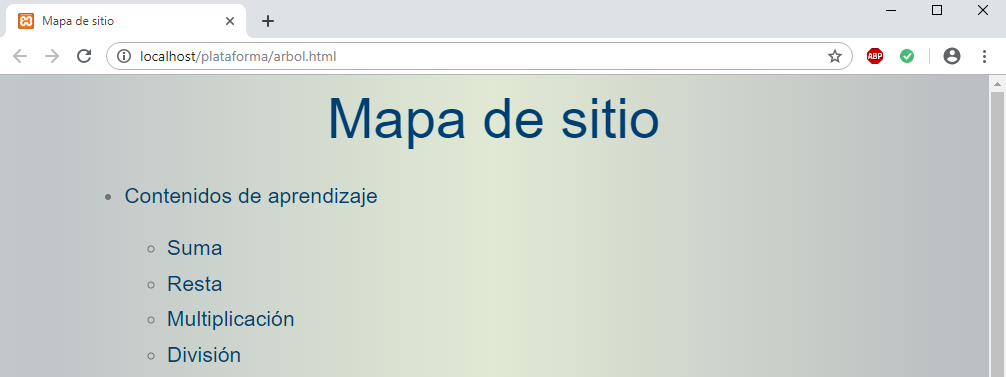 Mapa de sitio
localhost/plataforma/arbol.html
ABP
Mapa de sitio
Contenidos de aprendizaje
Suma
Resta
Multiplicación
División